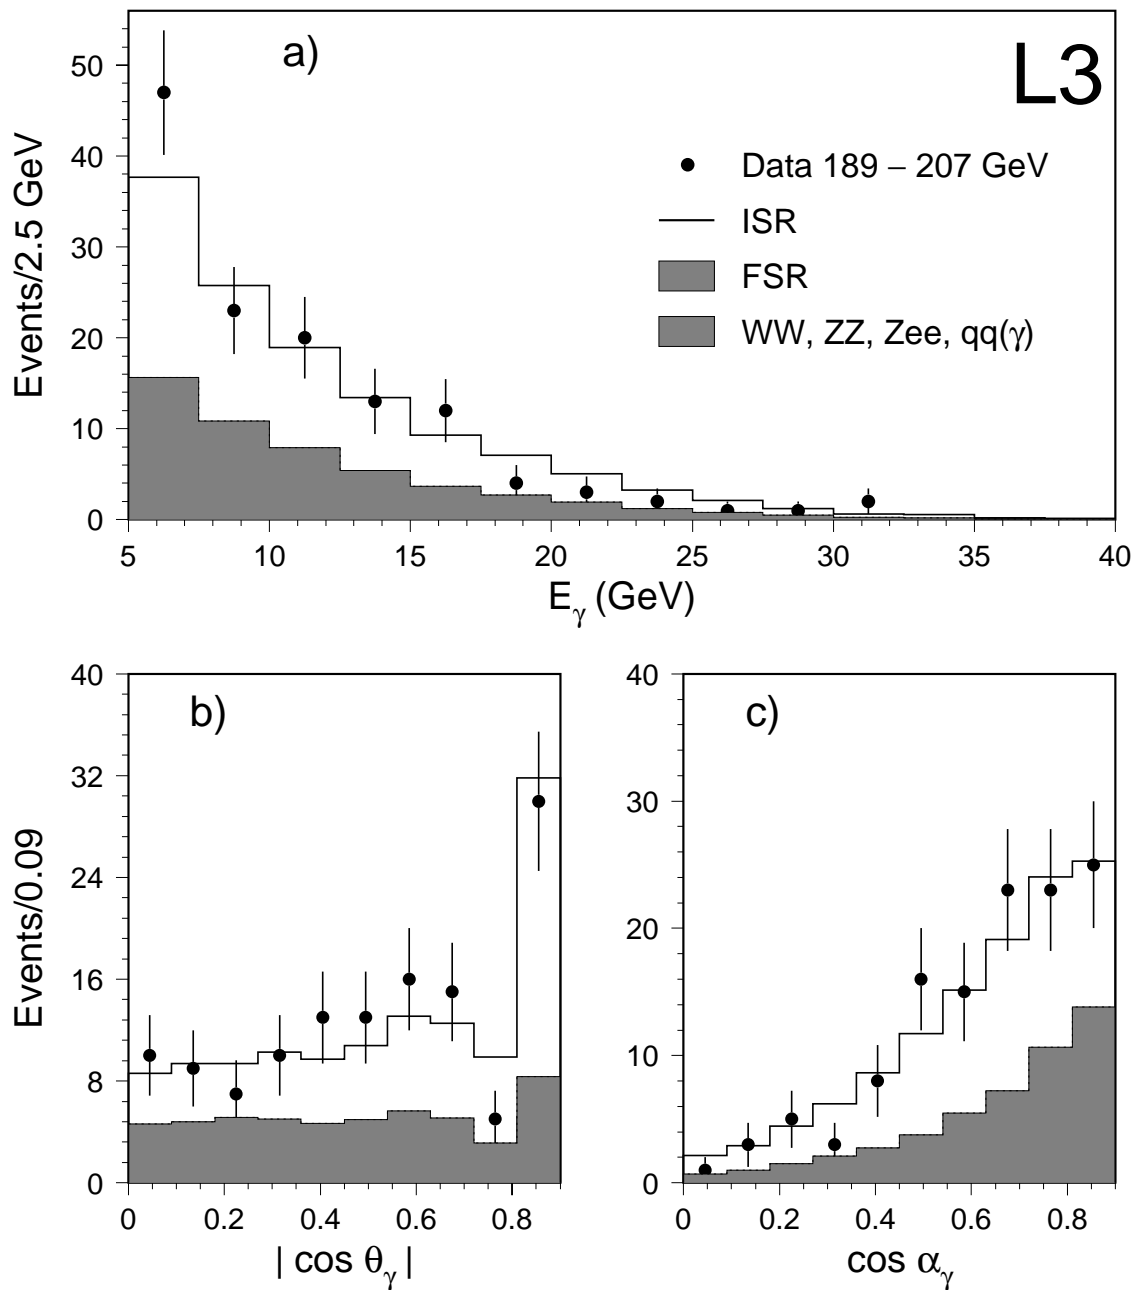 a)
L3
Data 189 – 207 GeV
ISR
FSR
WW, ZZ, Zee, qq(γ)
Events/2.5 GeV
50
40
30
20
10
0
5 10 15 20 25 30 35 40
E_γ (GeV)
b)
Events/0.09
40
32
24
16
8
0
0 0.2 0.4 0.6 0.8
| cos θ_γ |
c)
40
30
20
10
0
0 0.2 0.4 0.6 0.8
cos α_γ